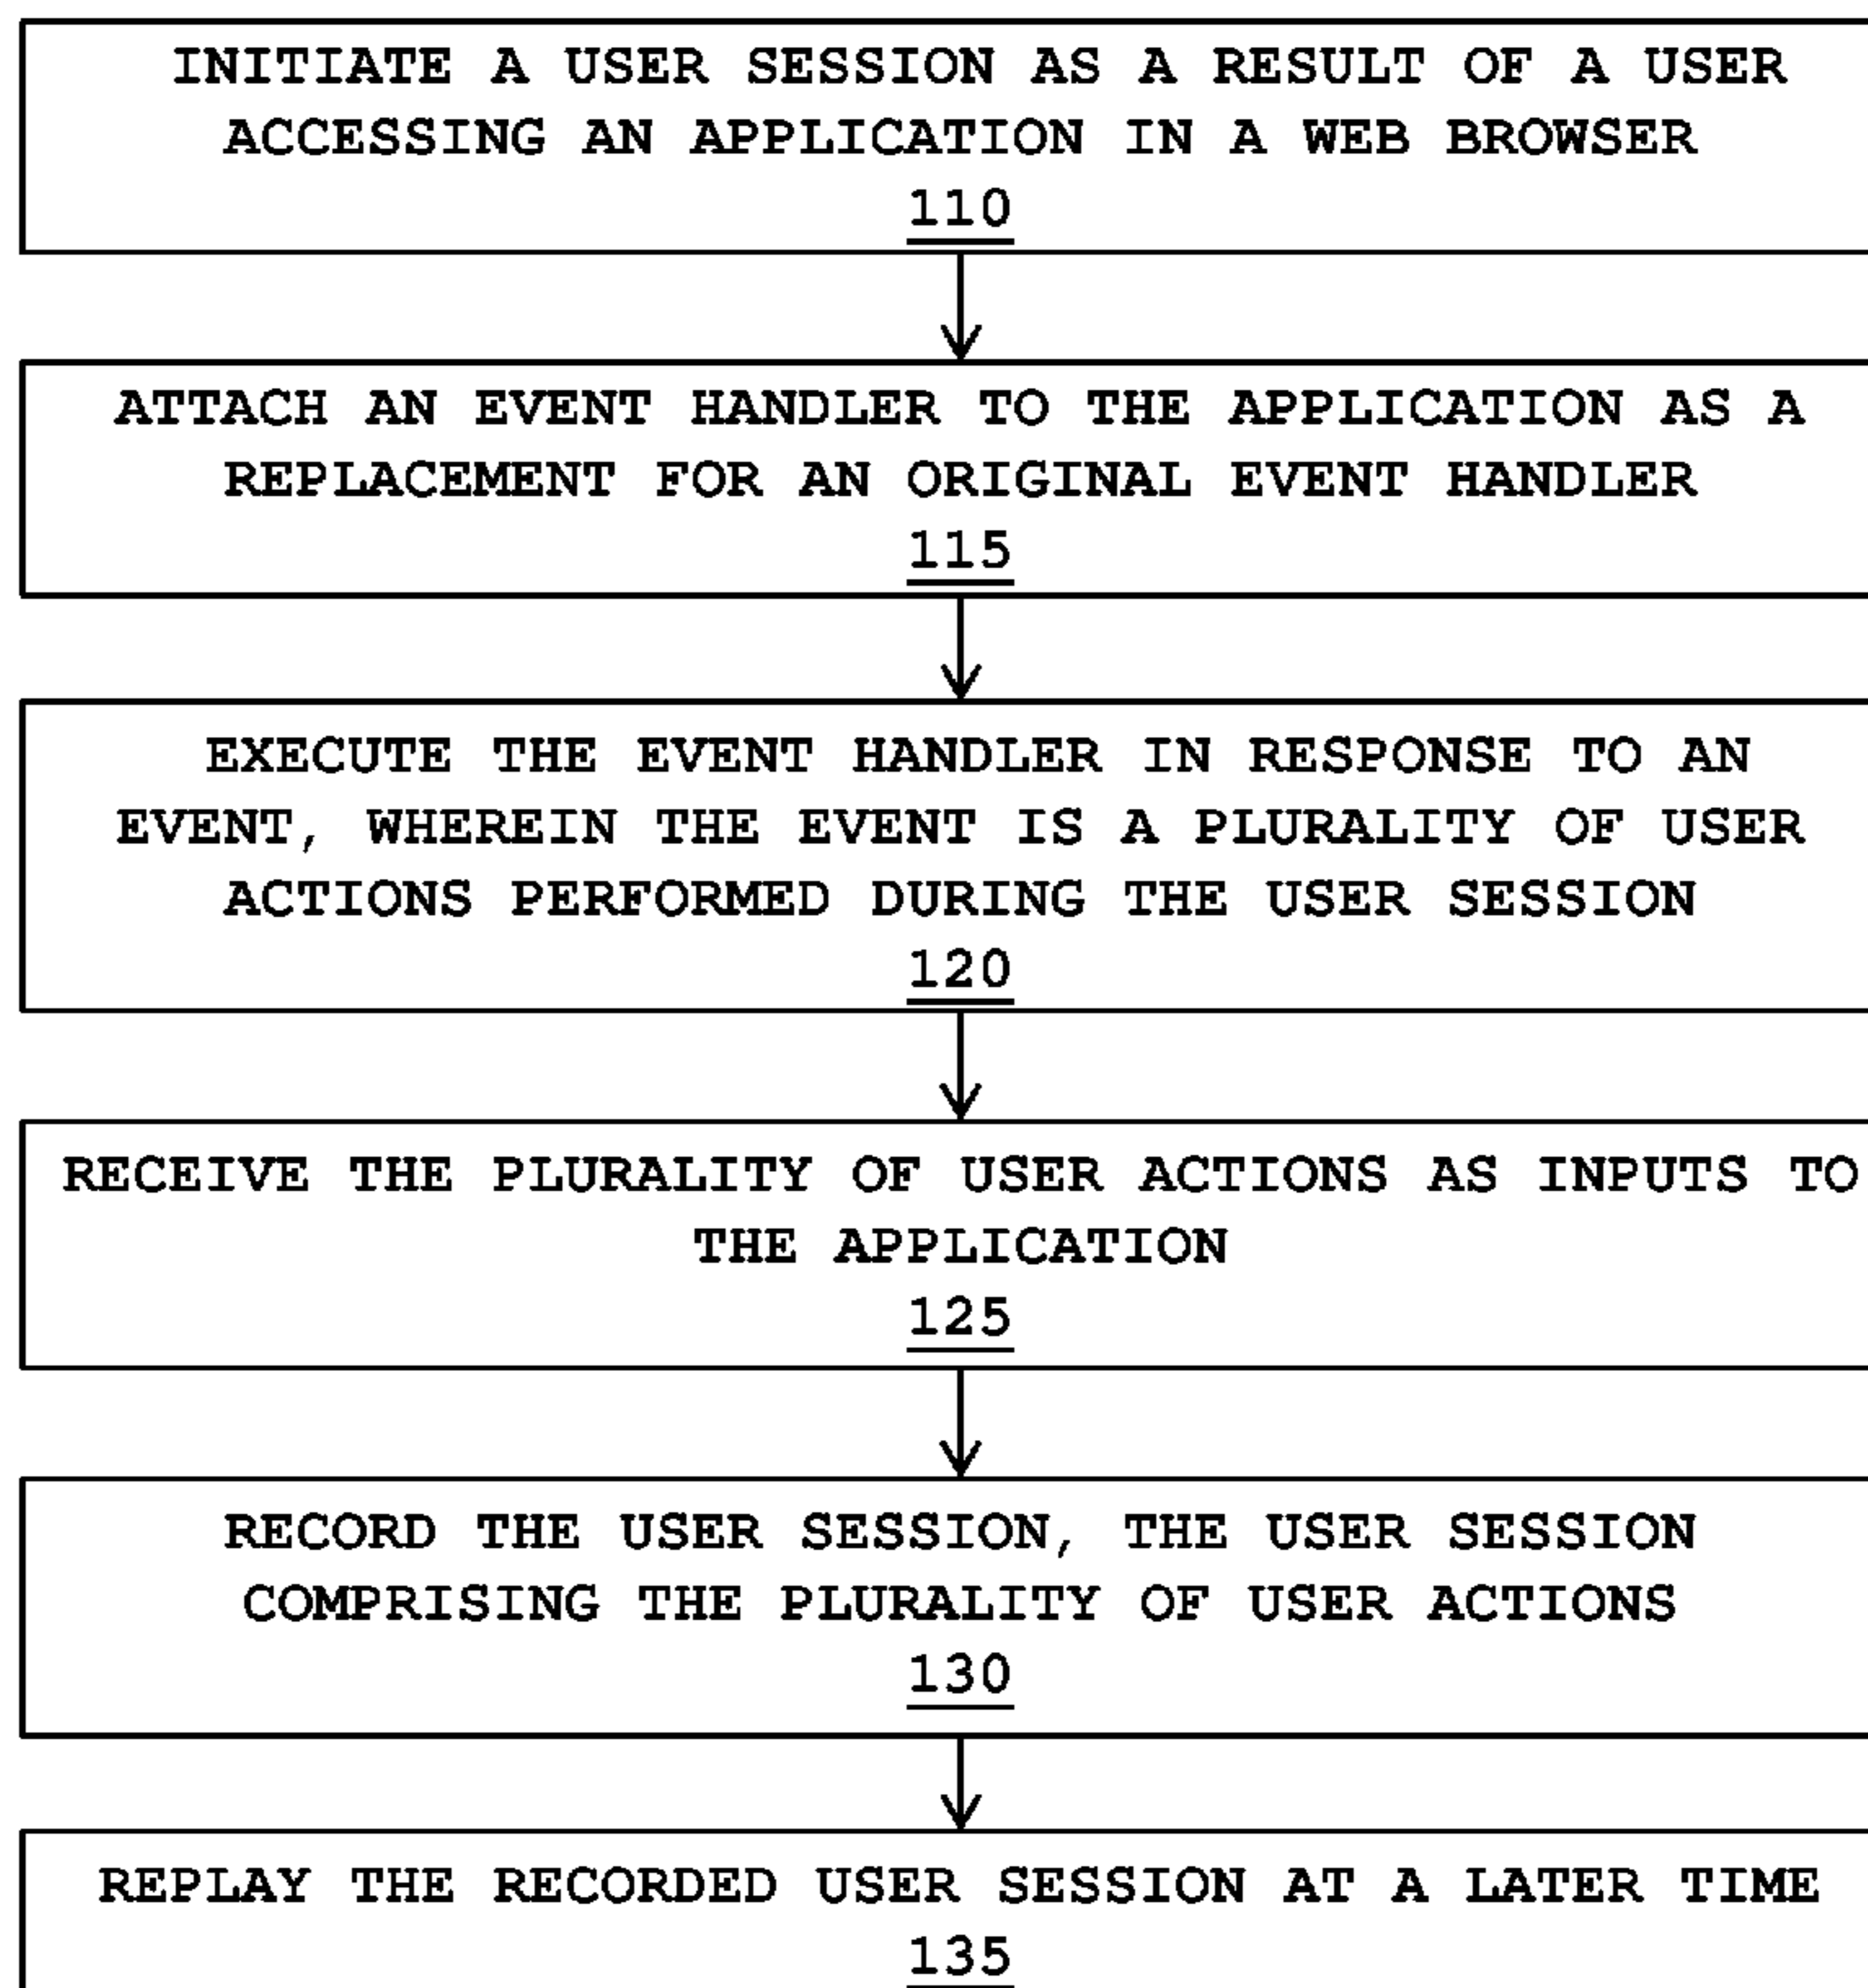 INITIATE A USER SESSION AS A RESULT OF A USER
ACCESSING AN APPLICATION IN A WEB BROWSER
110
ATTACH AN EVENT HANDLER TO THE APPLICATION AS A
REPLACEMENT FOR AN ORIGINAL EVENT HANDLER
115
EXECUTE THE EVENT HANDLER IN RESPONSE TO AN
EVENT, WHEREIN THE EVENT IS A PLURALITY OF USER
ACTIONS PERFORMED DURING THE USER SESSION
120
RECEIVE THE PLURALITY OF USER ACTIONS AS INPUTS TO
THE APPLICATION
125
RECORD THE USER SESSION, THE USER SESSION
COMPRISING THE PLURALITY OF USER ACTIONS
130
REPLAY THE RECORDED USER SESSION AT A LATER TIME
135